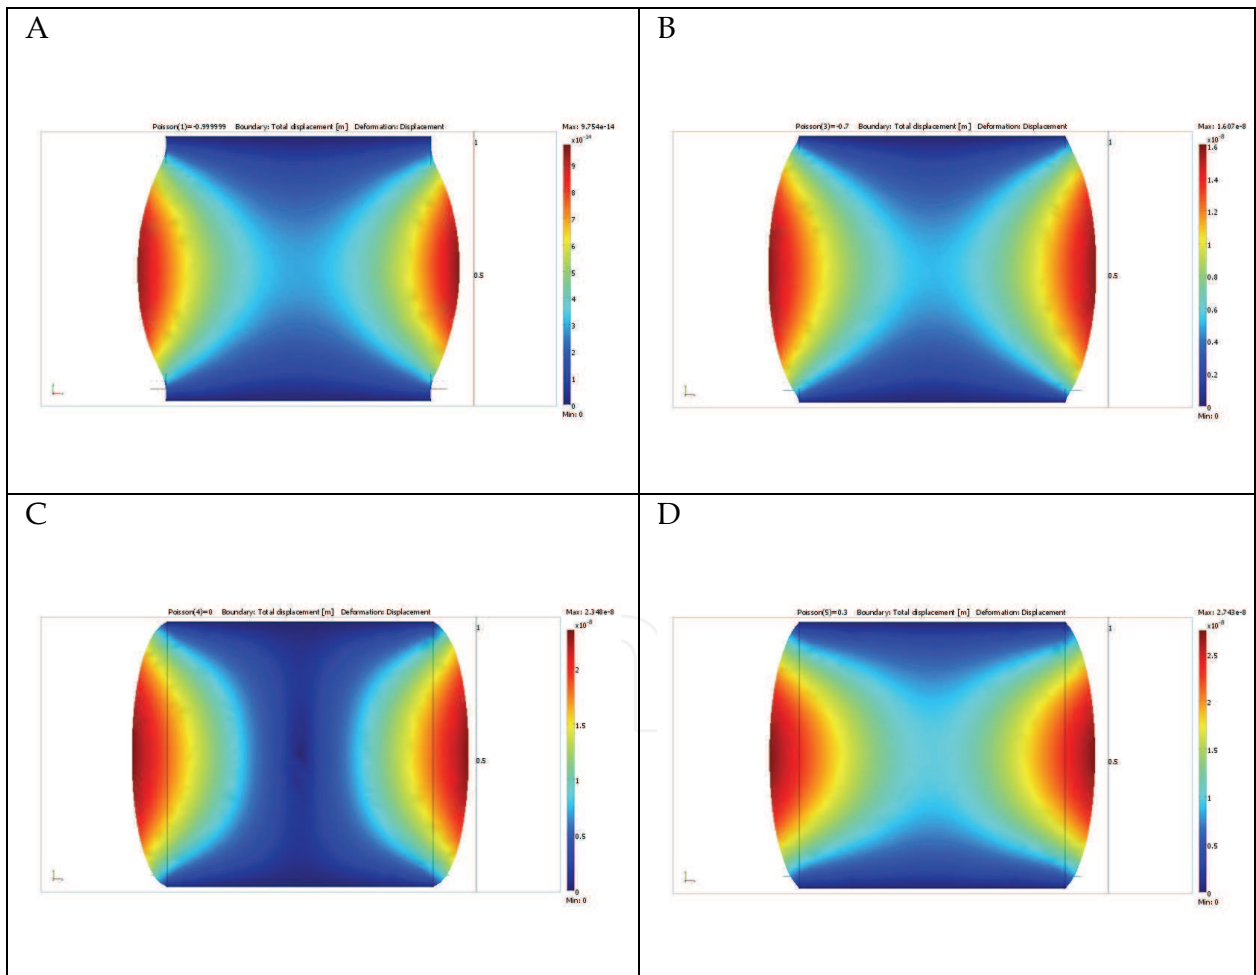 A
Poisson(1)=-0.999999 Boundary: Total displacement [m] Deformation: Displacement
Max: 9.754e-14
×10⁻¹⁴
9
8
7
6
5
4
3
2
1
0
Min: 0
1
0.5
B
Poisson(3)=-0.7 Boundary: Total displacement [m] Deformation: Displacement
Max: 1.607e-8
×10⁻⁸
1.6
1.4
1.2
1
0.8
0.6
0.4
0.2
0
Min: 0
1
0.5
C
Poisson(4)=0 Boundary: Total displacement [m] Deformation: Displacement
Max: 2.348e-8
×10⁻⁸
2
1.5
1
0.5
0
Min: 0
1
0.5
D
Poisson(5)=0.3 Boundary: Total displacement [m] Deformation: Displacement
Max: 2.743e-8
×10⁻⁸
2.5
2
1.5
1
0.5
0
Min: 0
1
0.5